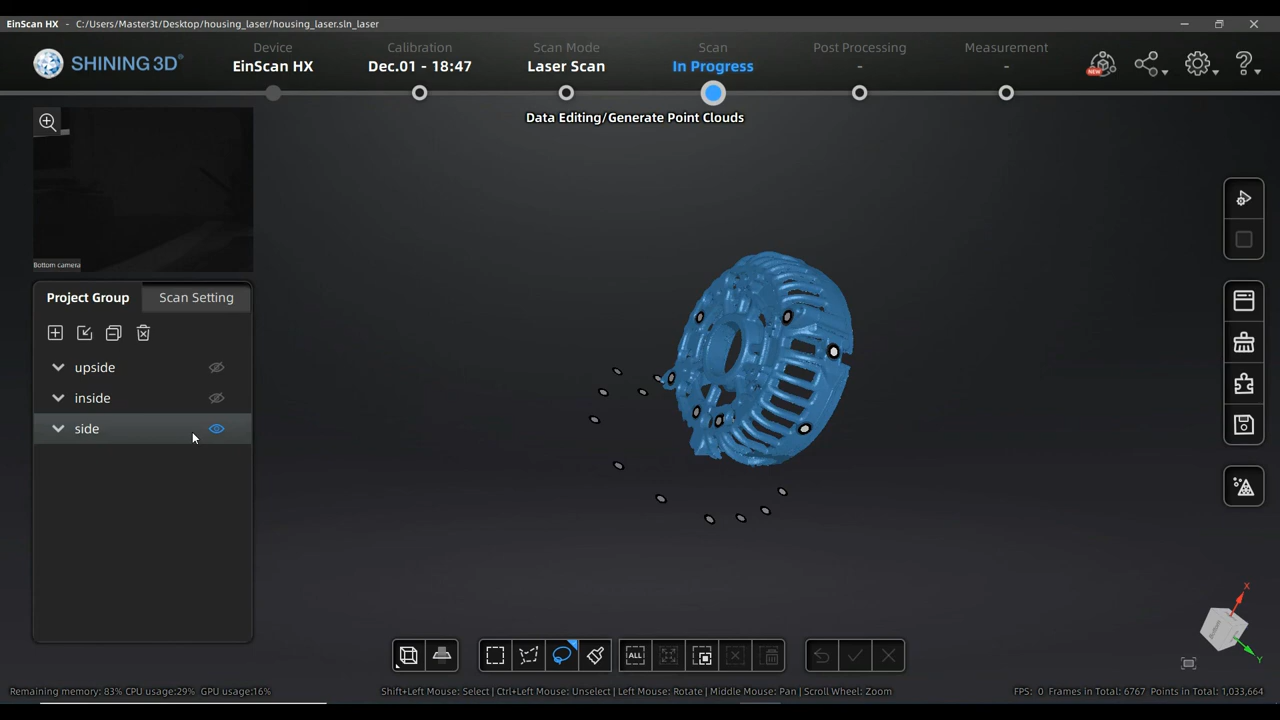 EinScan HX - C:/Users/Master3t/Desktop/housing_laser/housing_laser.sln_laser
SHINING 3D®
Device
EinScan HX
Calibration
Dec.01 - 18:47
Scan Mode
Laser Scan
Scan
In Progress
Post Processing
-
Measurement
-
NEW
Data Editing/Generate Point Clouds
Bottom camera
Project Group
Scan Setting
upside
inside
side
ALL
X
Y
Remaining memory: 83% CPU usage:29% GPU usage:16%
Shift+Left Mouse: Select | Ctrl+Left Mouse: Unselect | Left Mouse: Rotate | Middle Mouse: Pan | Scroll Wheel: Zoom
FPS: 0 Frames in Total: 6767 Points in Total: 1,033,664